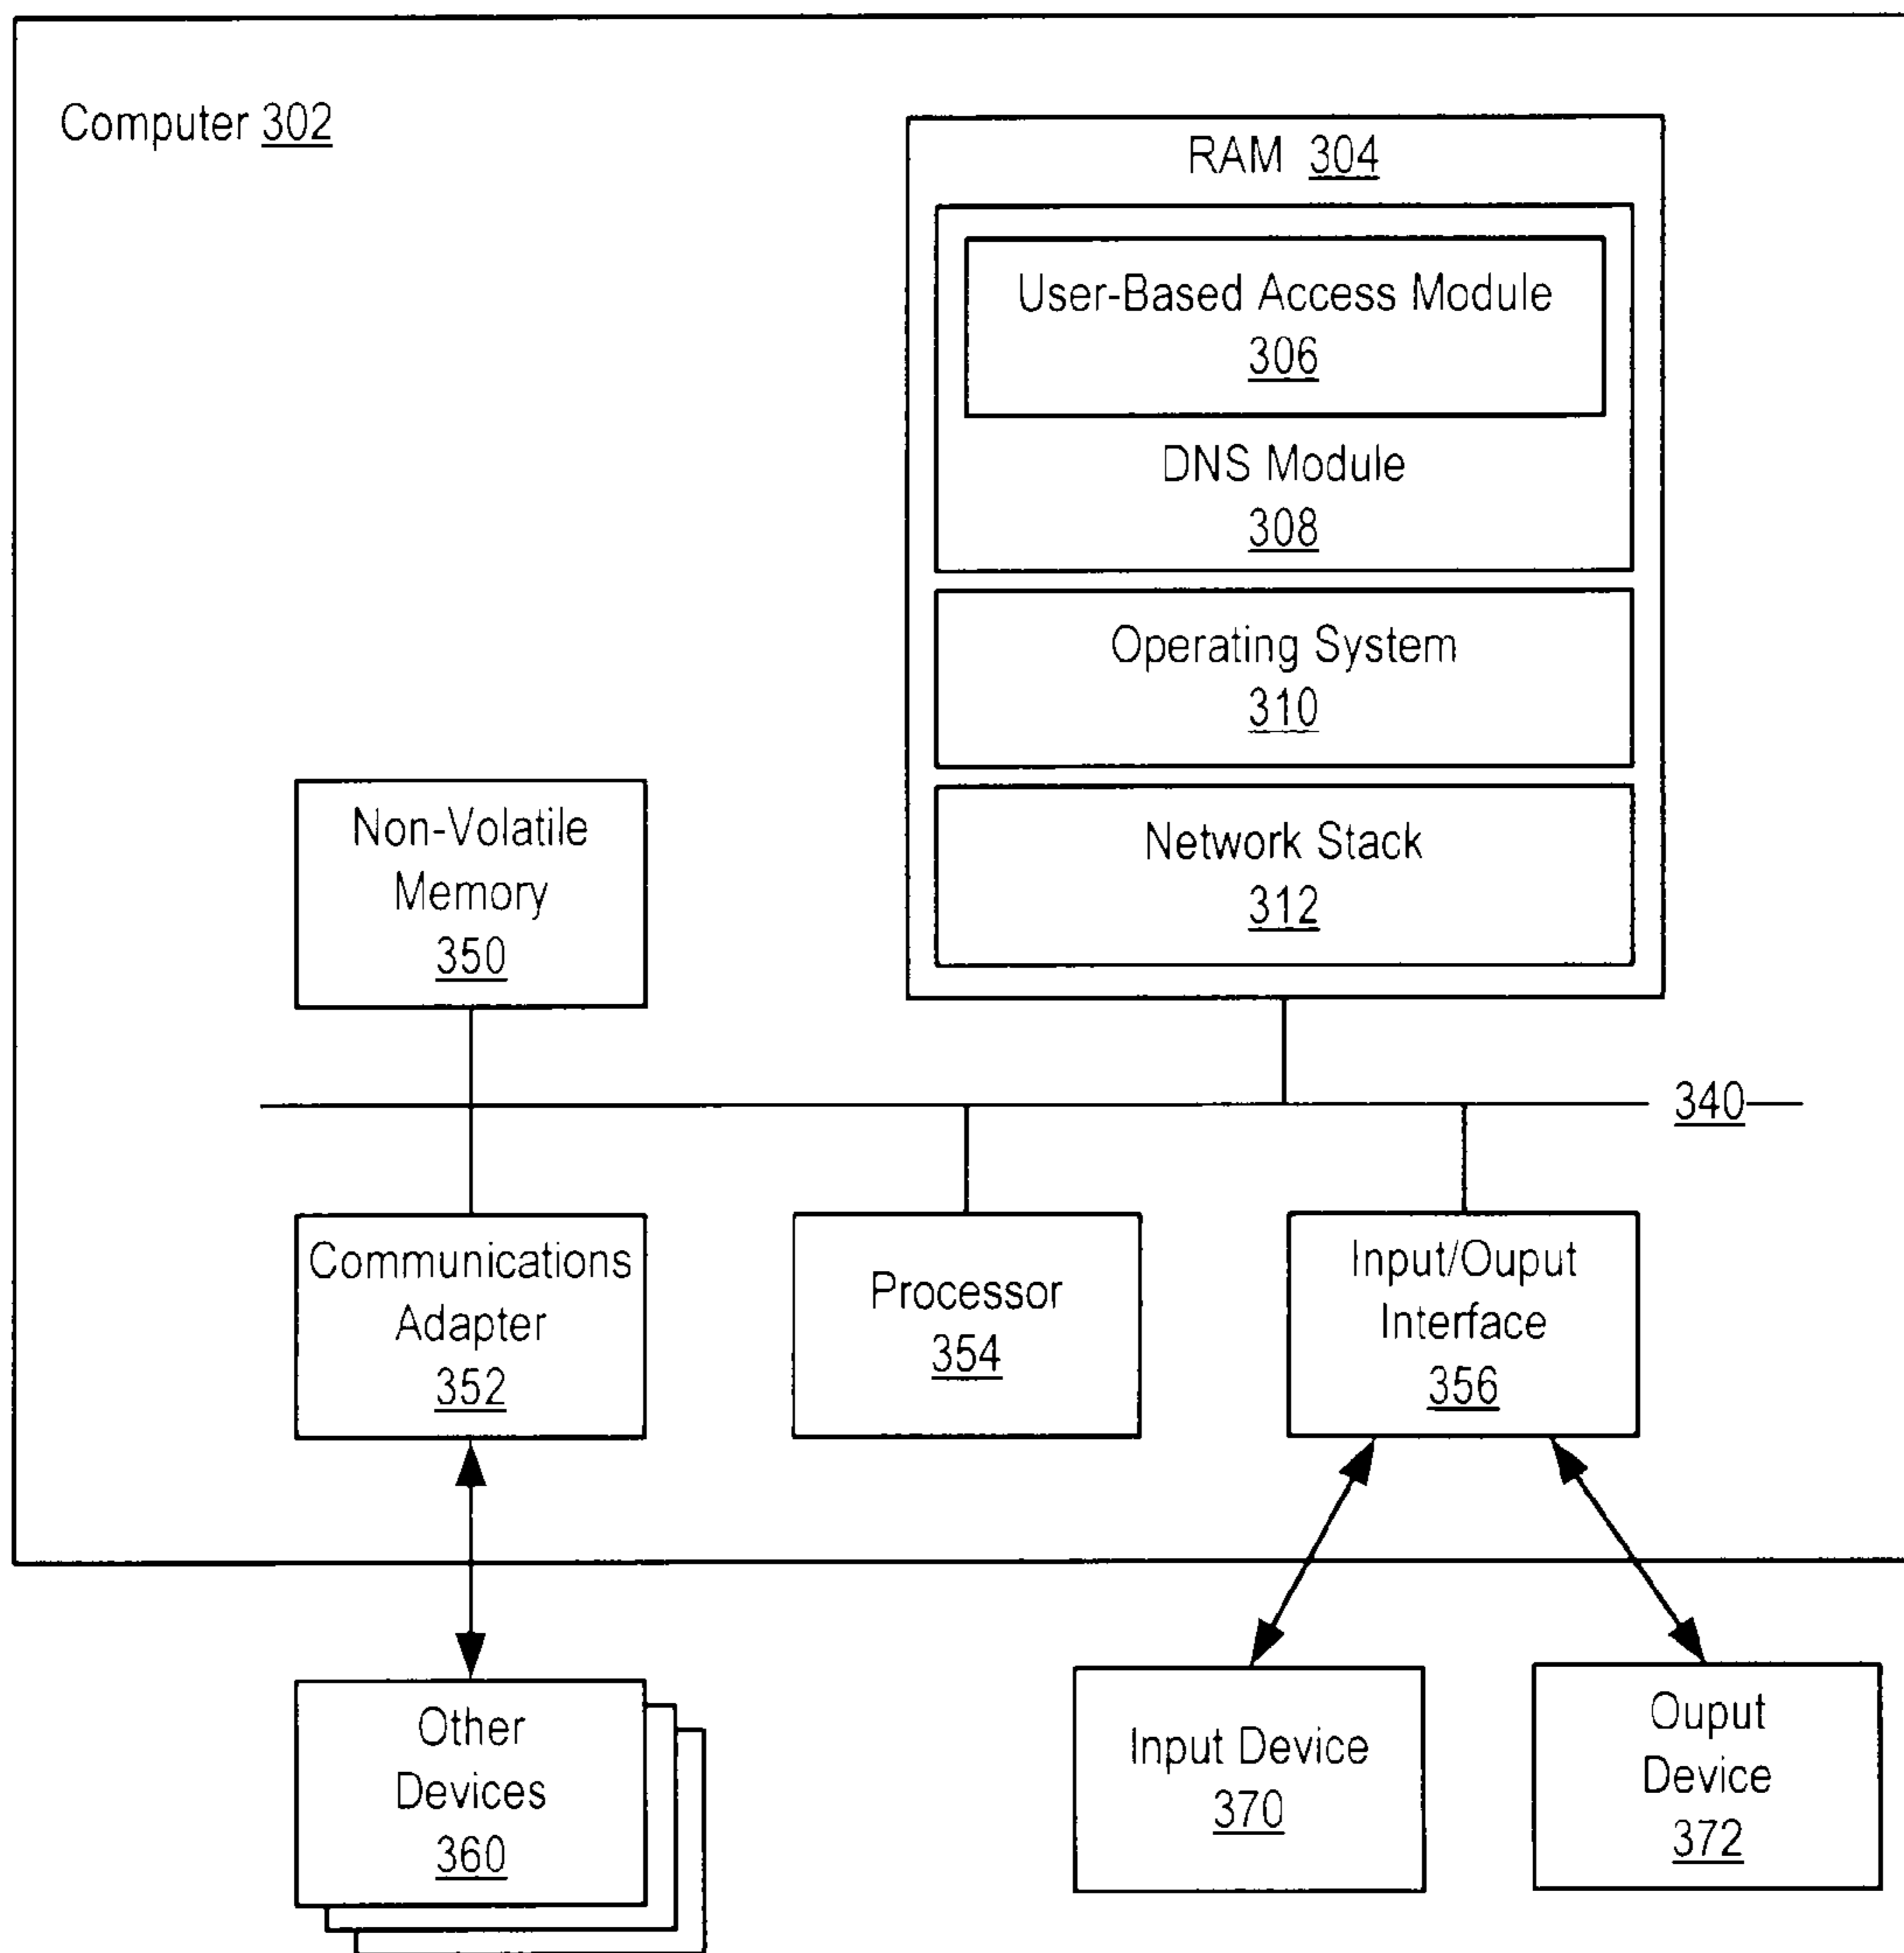 Computer 302
RAM 304
User-Based Access Module
306
DNS Module
308
Operating System
310
Network Stack
312
Non-Volatile
Memory
350
340
Communications
Adapter
352
Processor
354
Input/Ouput
Interface
356
Other
Devices
360
Input Device
370
Ouput
Device
372